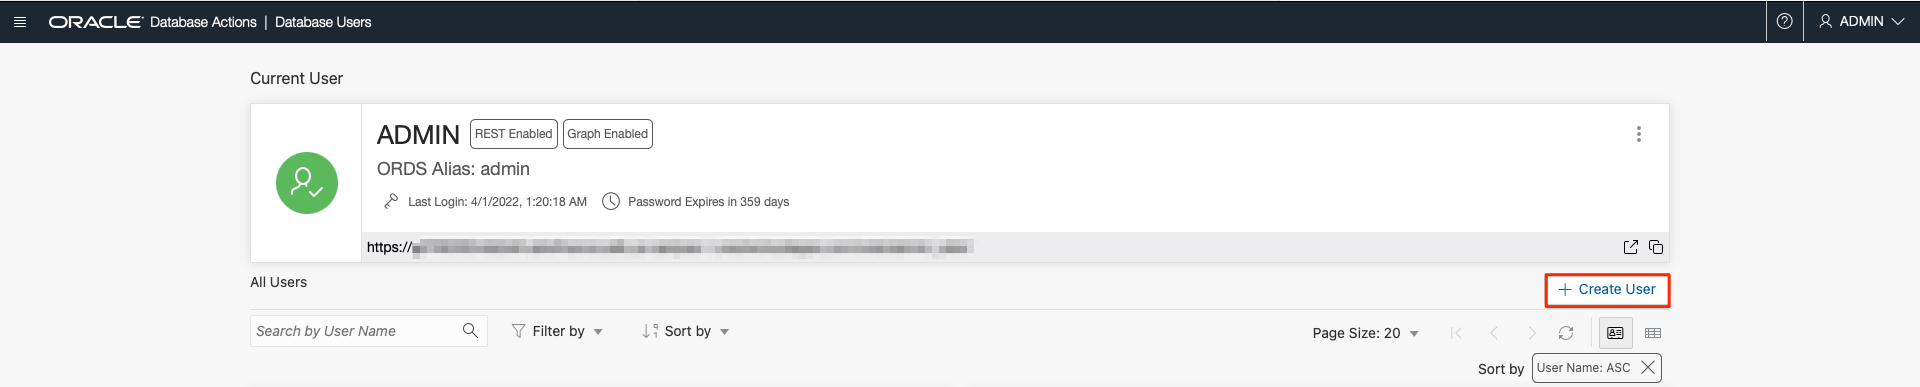 ORACLE Database Actions | Database Users ADMIN
Current User
ADMIN REST Enabled Graph Enabled
ORDS Alias: admin
Last Login: 4/1/2022, 1:20:18 AM Password Expires in 359 days
https://
All Users
+ Create User
Search by User Name Filter by Sort by Page Size: 20
Sort by User Name: ASC